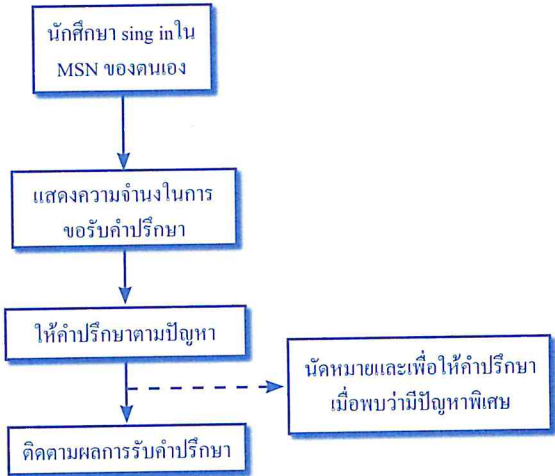 นักศึกษา sing inใน
MSN ของตนเอง
แสดงความจำนงในการ
ขอรับคำปรึกษา
ให้คำปรึกษาตามปัญหา
นัดหมายและเพื่อให้คำปรึกษา
เมื่อพบว่ามีปัญหาพิเศษ
ติดตามผลการรับคำปรึกษา